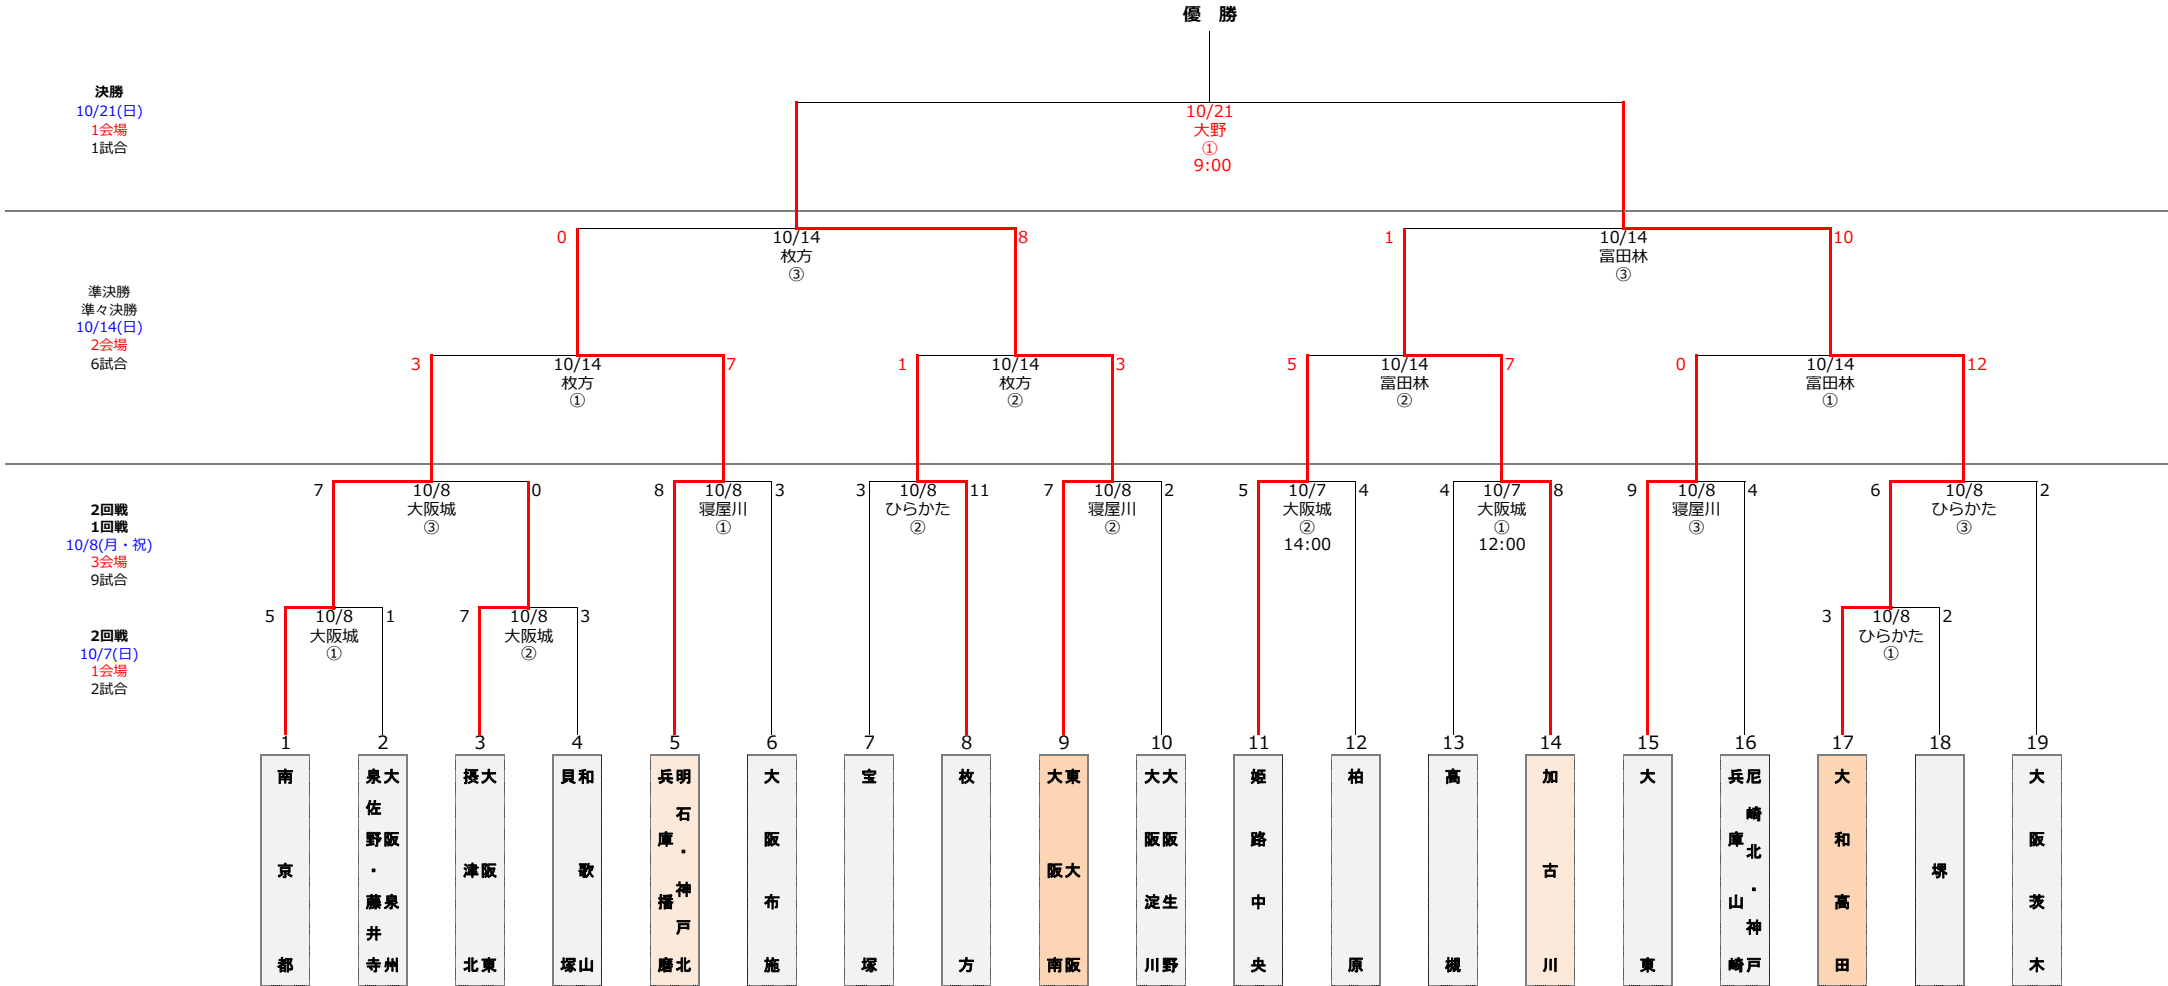 優　勝
決勝
10/21(日)
1会場
1試合
10/21
大野
①
9:00
準決勝
準々決勝
10/14(日)
2会場
6試合
0 10/14 8
枚方
③
1 10/14 10
富田林
③
3 10/14 7
枚方
①
1 10/14 3
枚方
②
5 10/14 7
富田林
②
0 10/14 12
富田林
①
2回戦
1回戦
10/8(月・祝)
3会場
9試合
7 10/8 0
大阪城
③
8 10/8 3
寝屋川
①
3 10/8 11
ひらかた
②
7 10/8 2
寝屋川
②
5 10/7 4
大阪城
②
14:00
4 10/7 8
大阪城
①
12:00
9 10/8 4
寝屋川
③
6 10/8 2
ひらかた
③
2回戦
10/7(日)
1会場
2試合
5 10/8 1
大阪城
①
7 10/8 3
大阪城
②
3 10/8 2
ひらかた
①
1 2 3 4 5 6 7 8 9 10 11 12 13 14 15 16 17 18 19
南京都
大阪泉州
泉佐野・藤井寺
大阪東
摂津北
和歌山
貝塚
明石・神戸北
兵庫播磨
大阪布施
宝塚
枚方
東大阪
大阪南
大阪生野
大阪淀川
姫路中央
柏原
高槻
加古川
大東
尼崎北・神戸
兵庫山崎
大和高田
堺
大阪茨木